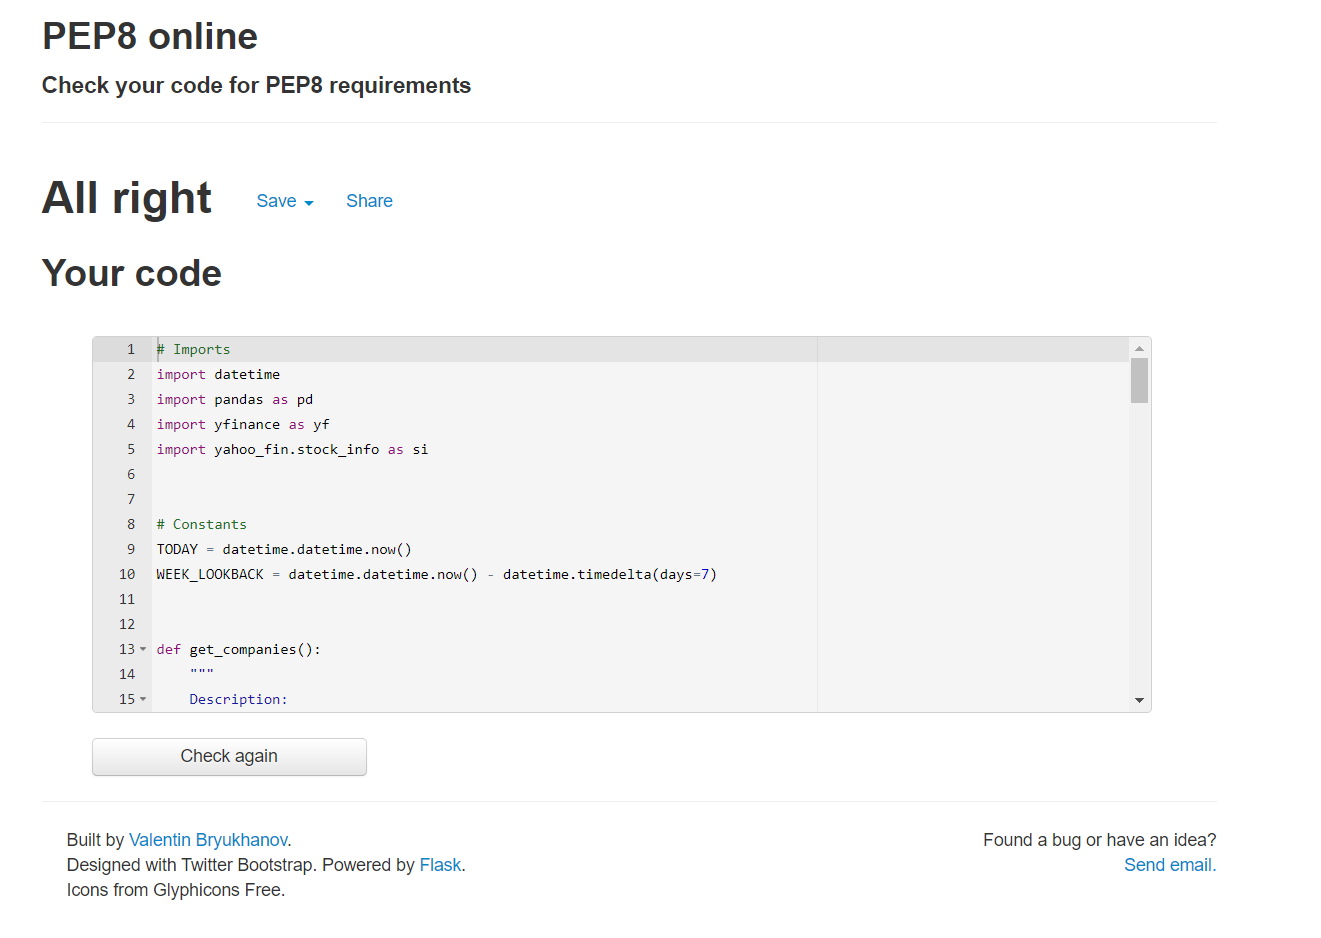 PEP8 online
Check your code for PEP8 requirements
All right Save Share
Your code
1 # Imports
2 import datetime
3 import pandas as pd
4 import yfinance as yf
5 import yahoo_fin.stock_info as si
6
7
8 # Constants
9 TODAY = datetime.datetime.now()
10 WEEK_LOOKBACK = datetime.datetime.now() - datetime.timedelta(days=7)
11
12
13 def get_companies():
14     """
15     Description:
Check again
Built by Valentin Bryukhanov. Found a bug or have an idea?
Designed with Twitter Bootstrap. Powered by Flask. Send email.
Icons from Glyphicons Free.